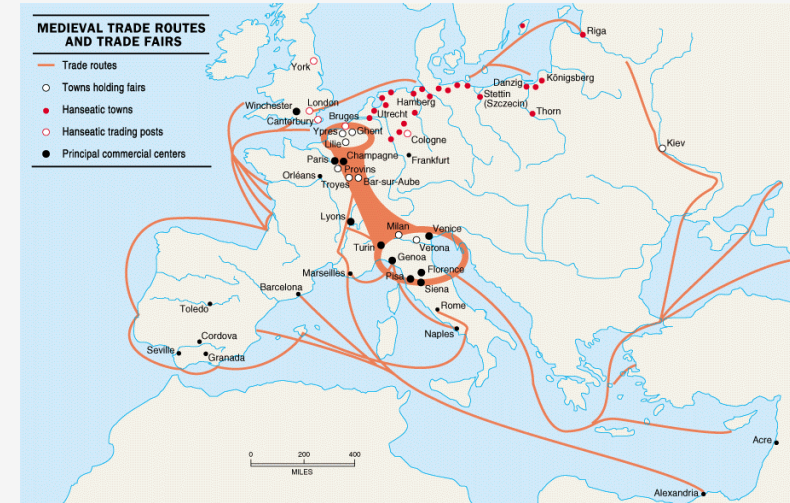 MEDIEVAL TRADE ROUTES
AND TRADE FAIRS
Trade routes
Towns holding fairs
Hanseatic towns
Hanseatic trading posts
Principal commercial centers
Riga
York
Königsberg
Danzig
Stettin
(Szczecin)
Thorn
Winchester
London
Canterbury
Bruges
Hamberg
Utrecht
Ypres
Ghent
Lilie
Cologne
Kiev
Paris
Champagne
Frankfurt
Provins
Orléans
Troyes
Bar-sur-Aube
Lyons
Milan
Venice
Turin
Verona
Genoa
Marseilles
Florence
Pisa
Siena
Barcelona
Rome
Toledo
Naples
Cordova
Seville
Granada
Acre
Alexandria
0 200 400
MILES